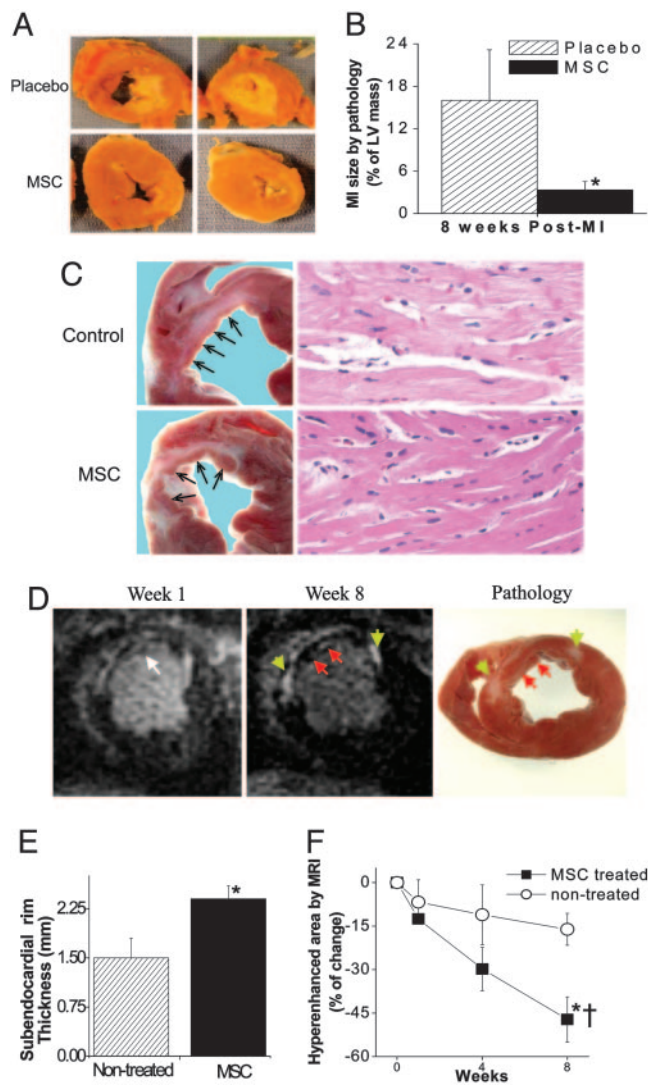 A
Placebo
MSC
B
MI size by pathology
(% of LV mass)
24
18
12
6
0
Placebo
MSC
*
8 weeks Post-MI
C
Control
MSC
D
Week 1
Week 8
Pathology
E
Subendocardial rim
Thickness (mm)
2.25
1.50
0.75
0.00
*
Non-treated
MSC
F
Hyperenhanced area by MRI
(% of change)
0
-15
-30
-45
-60
MSC treated
non-treated
*†
0
4
8
Weeks